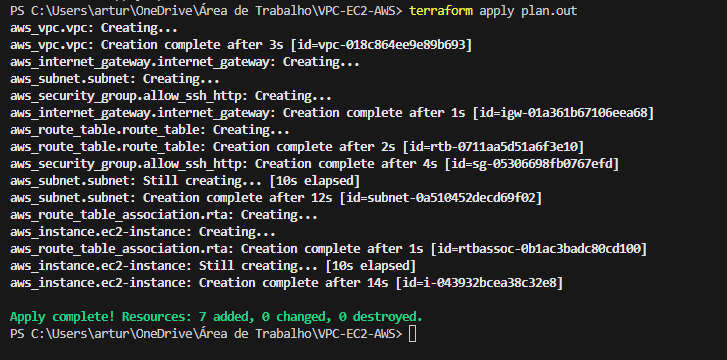 PS C:\Users\artur\OneDrive\Área de Trabalho\VPC-EC2-AWS> terraform apply plan.out
aws_vpc.vpc: Creating...
aws_vpc.vpc: Creation complete after 3s [id=vpc-018c864ee9e89b693]
aws_internet_gateway.internet_gateway: Creating...
aws_subnet.subnet: Creating...
aws_security_group.allow_ssh_http: Creating...
aws_internet_gateway.internet_gateway: Creation complete after 1s [id=igw-01a361b67106eea68]
aws_route_table.route_table: Creating...
aws_route_table.route_table: Creation complete after 2s [id=rtb-0711aa5d51a6f3e10]
aws_security_group.allow_ssh_http: Creation complete after 4s [id=sg-05306698fb0767efd]
aws_subnet.subnet: Still creating... [10s elapsed]
aws_subnet.subnet: Creation complete after 12s [id=subnet-0a510452decd69f02]
aws_route_table_association.rta: Creating...
aws_instance.ec2-instance: Creating...
aws_route_table_association.rta: Creation complete after 1s [id=rtbassoc-0b1ac3badc80cd100]
aws_instance.ec2-instance: Still creating... [10s elapsed]
aws_instance.ec2-instance: Creation complete after 14s [id=i-043932bcea38c32e8]
Apply complete! Resources: 7 added, 0 changed, 0 destroyed.
PS C:\Users\artur\OneDrive\Área de Trabalho\VPC-EC2-AWS>